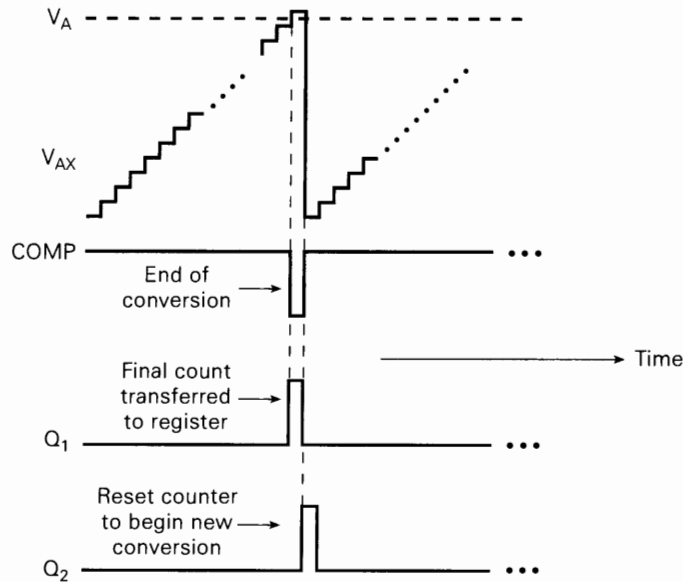 V_A
V_AX
COMP
End of
conversion
Time
Final count
transferred
to register
Q_1
Reset counter
to begin new
conversion
Q_2